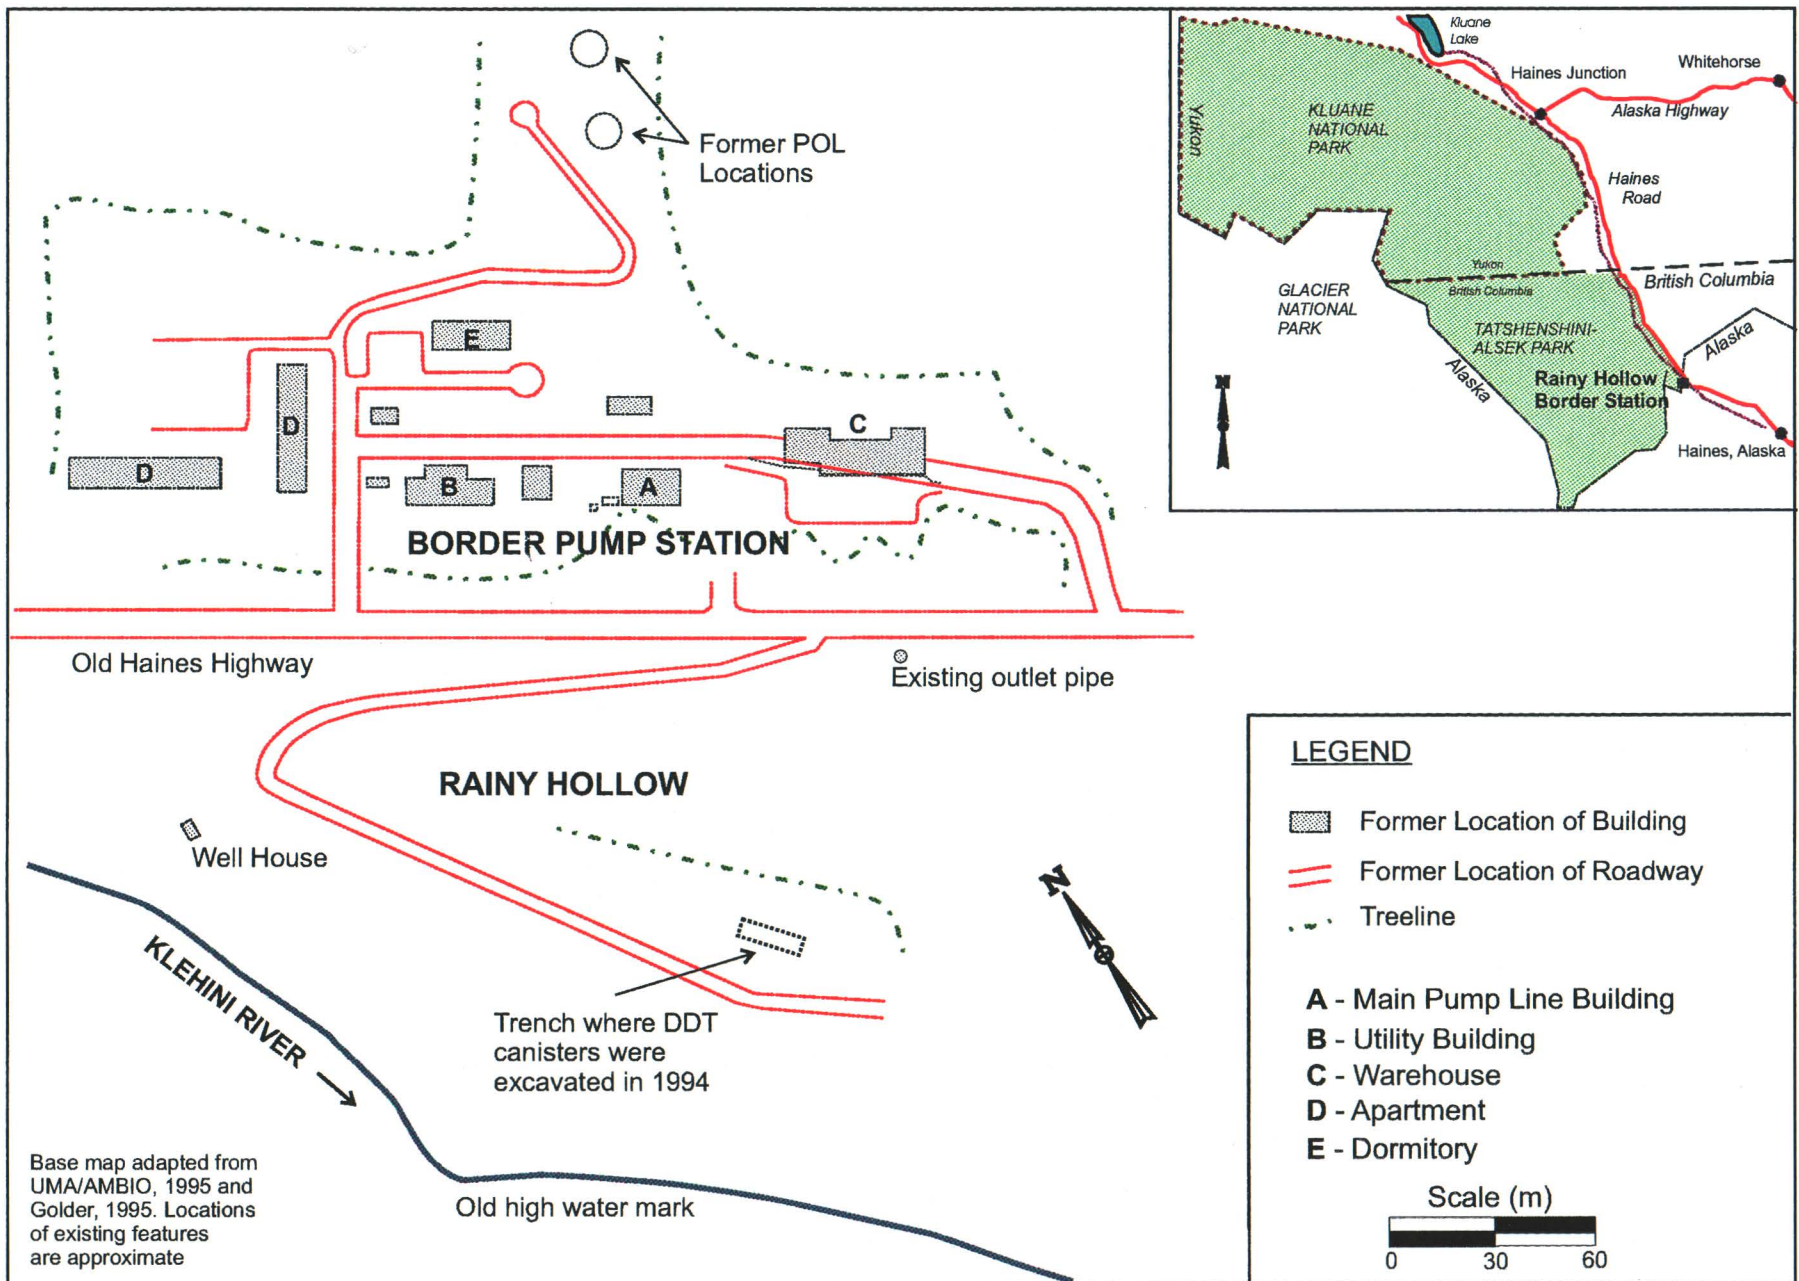 Former POL
Locations
E
D
D
C
B
A
BORDER PUMP STATION
Old Haines Highway
Existing outlet pipe
RAINY HOLLOW
Well House
KLEHINI RIVER
Trench where DDT
canisters were
excavated in 1994
Old high water mark
Base map adapted from
UMA/AMBIO, 1995 and
Golder, 1995. Locations
of existing features
are approximate
N
Kluane
Lake
Haines Junction
Whitehorse
Alaska Highway
Yukon
KLUANE
NATIONAL
PARK
Haines
Road
Yukon
British Columbia
British Columbia
GLACIER
NATIONAL
PARK
TATSHENSHINI-
ALSEK PARK
Alaska
Alaska
Rainy Hollow
Border Station
Haines, Alaska
N
LEGEND
Former Location of Building
Former Location of Roadway
Treeline
A - Main Pump Line Building
B - Utility Building
C - Warehouse
D - Apartment
E - Dormitory
Scale (m)
0 30 60